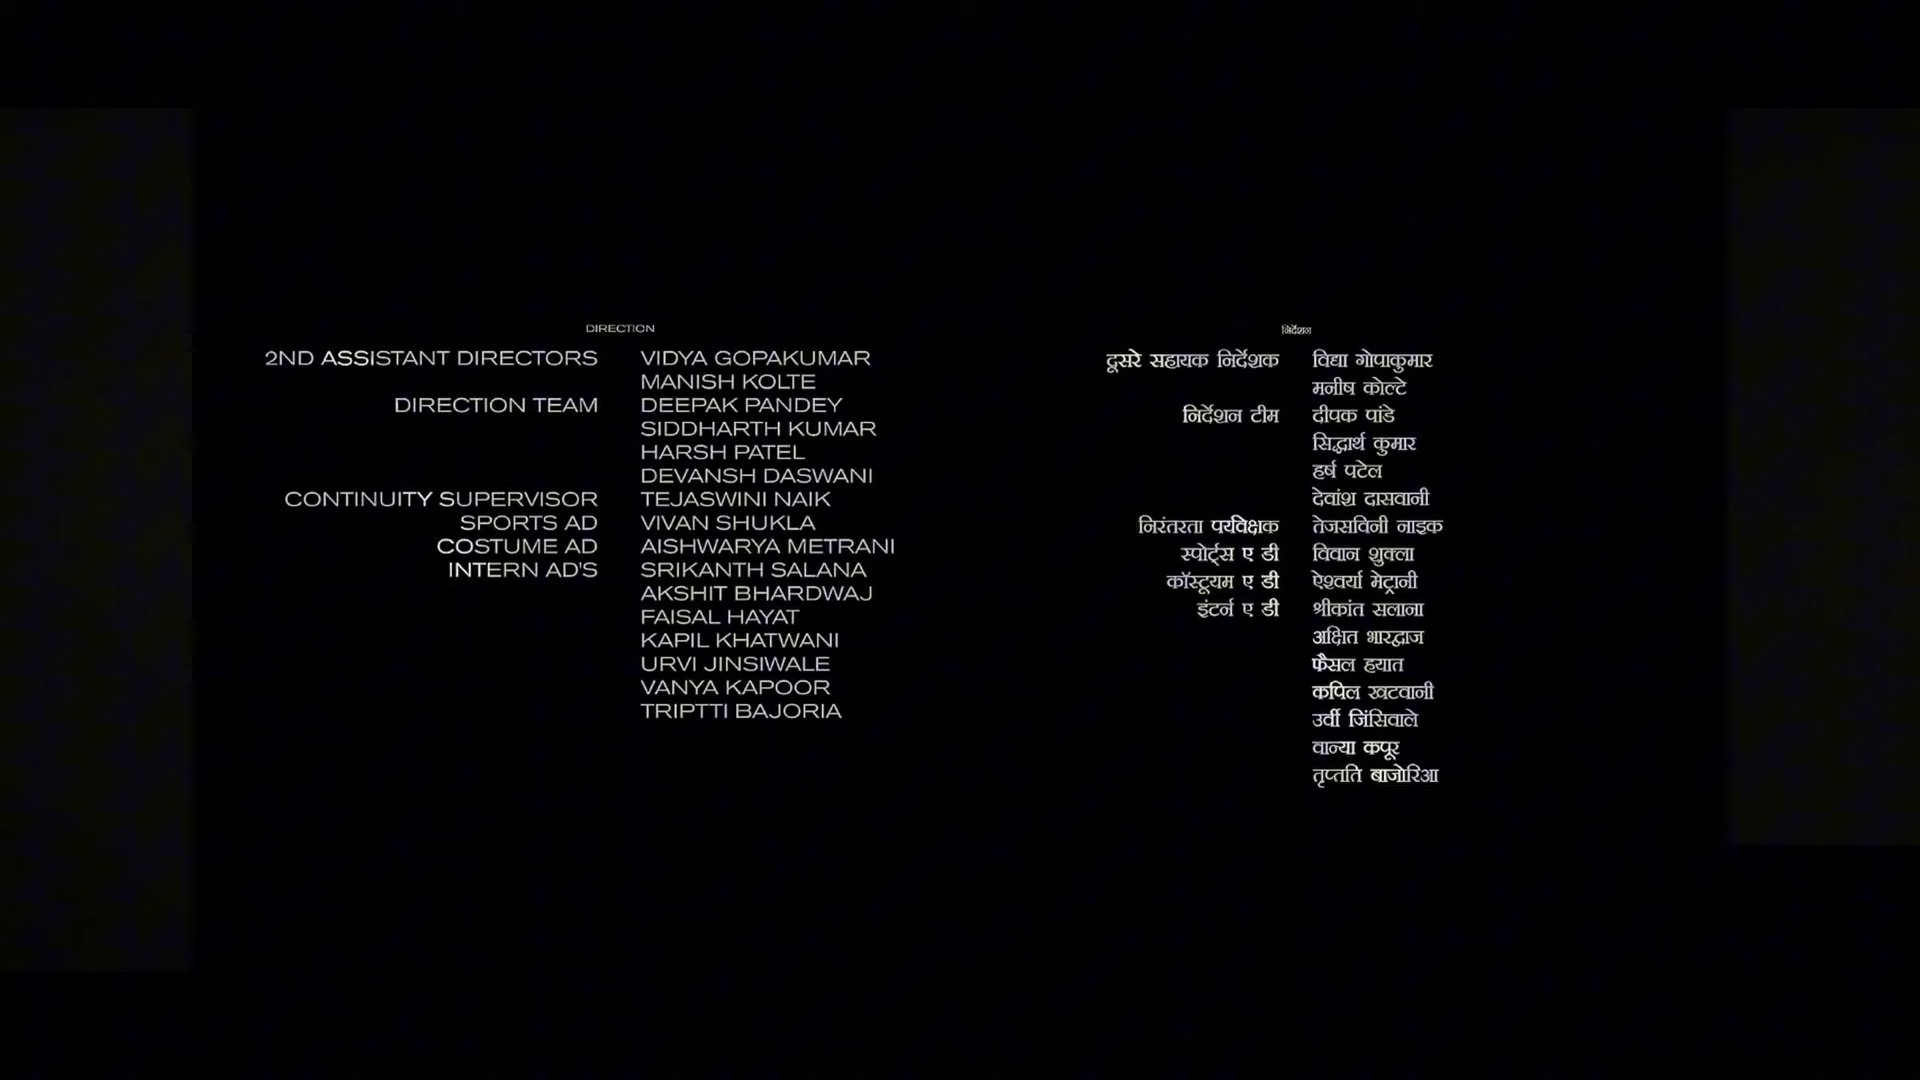 DIRECTION
2ND ASSISTANT DIRECTORS VIDYA GOPAKUMAR
MANISH KOLTE
DIRECTION TEAM DEEPAK PANDEY
SIDDHARTH KUMAR
HARSH PATEL
DEVANSH DASWANI
CONTINUITY SUPERVISOR TEJASWINI NAIK
SPORTS AD VIVAN SHUKLA
COSTUME AD AISHWARYA METRANI
INTERN AD'S SRIKANTH SALANA
AKSHIT BHARDWAJ
FAISAL HAYAT
KAPIL KHATWANI
URVI JINSIWALE
VANYA KAPOOR
TRIPTTI BAJORIA
निर्देशन
दूसरे सहायक निर्देशक विद्या गोपाकुमार
मनीष कोल्टे
निर्देशन टीम दीपक पांडे
सिद्धार्थ कुमार
हर्ष पटेल
देवांश दासवानी
निरंतरता परविक्षक तेजसविनी नाइक
स्पोर्ट्स ए डी विवान शुक्ला
कॉस्टूयम ए डी ऐश्वर्या मेट्रानी
इंटर्न ए डी श्रीकांत सलाना
अक्षित भारद्वाज
फैसल हयात
कपिल खटवानी
उर्वी जिंसिवाले
वान्या कपूर
तृप्तति बाजोरिआ